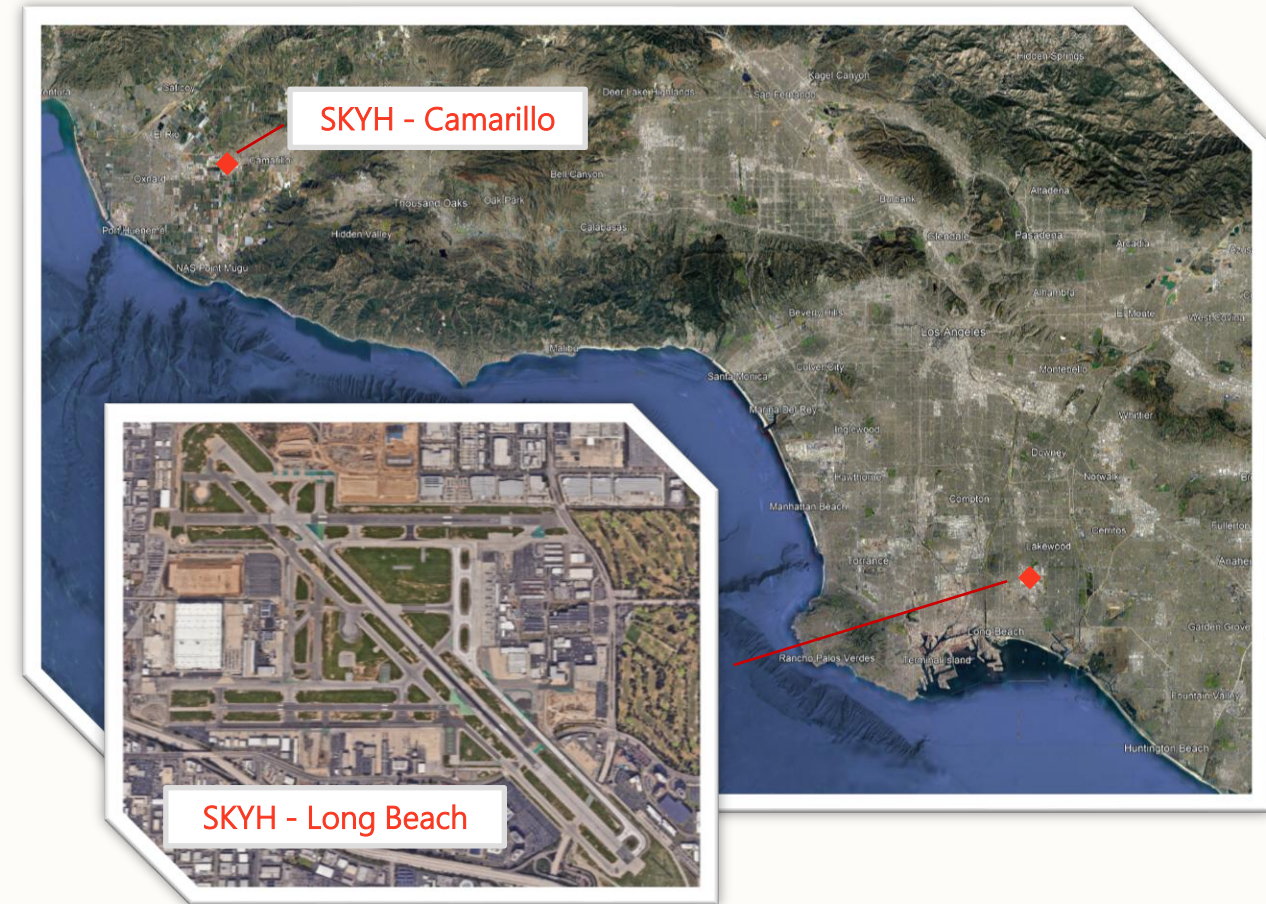 Hidden Springs
Kagel Canyon
Saticoy
Deer Lake Highlands
San Fernando
entura
SKYH - Camarillo
El Rio
Camarillo
Oxnard
Bell Canyon
Altadena
Thousand Oaks
Oak Park
Burbank
Port Hueneme
Hidden Valley
Calabasas
Glendale
Pasadena
Arcadia
NAS Point Mugu
Alhambra
Beverly Hills
El Monte
West Covina
Los Angeles
Malibu
Culver City
Montebello
Santa Monica
Marina Del Rey
Whittier
Inglewood
Downey
Hawthorne
Norwalk
Manhattan Beach
Compton
Cerritos
Fullerton
Lakewood
Torrance
Anahei
Garden Grove
Long Beach
Rancho Palos Verdes
Terminal Island
Fountain Valley
Huntington Beach
SKYH - Long Beach